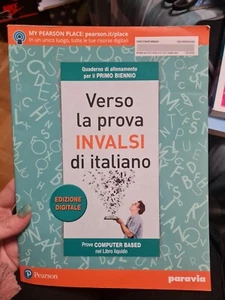 MY PEARSON PLACE: pearson.it/place
In un unico luogo, tutte le tue risorse digitali
Quaderno di allenamento
per il PRIMO BIENNIO
Verso
la prova
INVALSI
di italiano
EDIZIONE
DIGITALE
Prove COMPUTER BASED
nel Libro liquido
Pearson
paravia